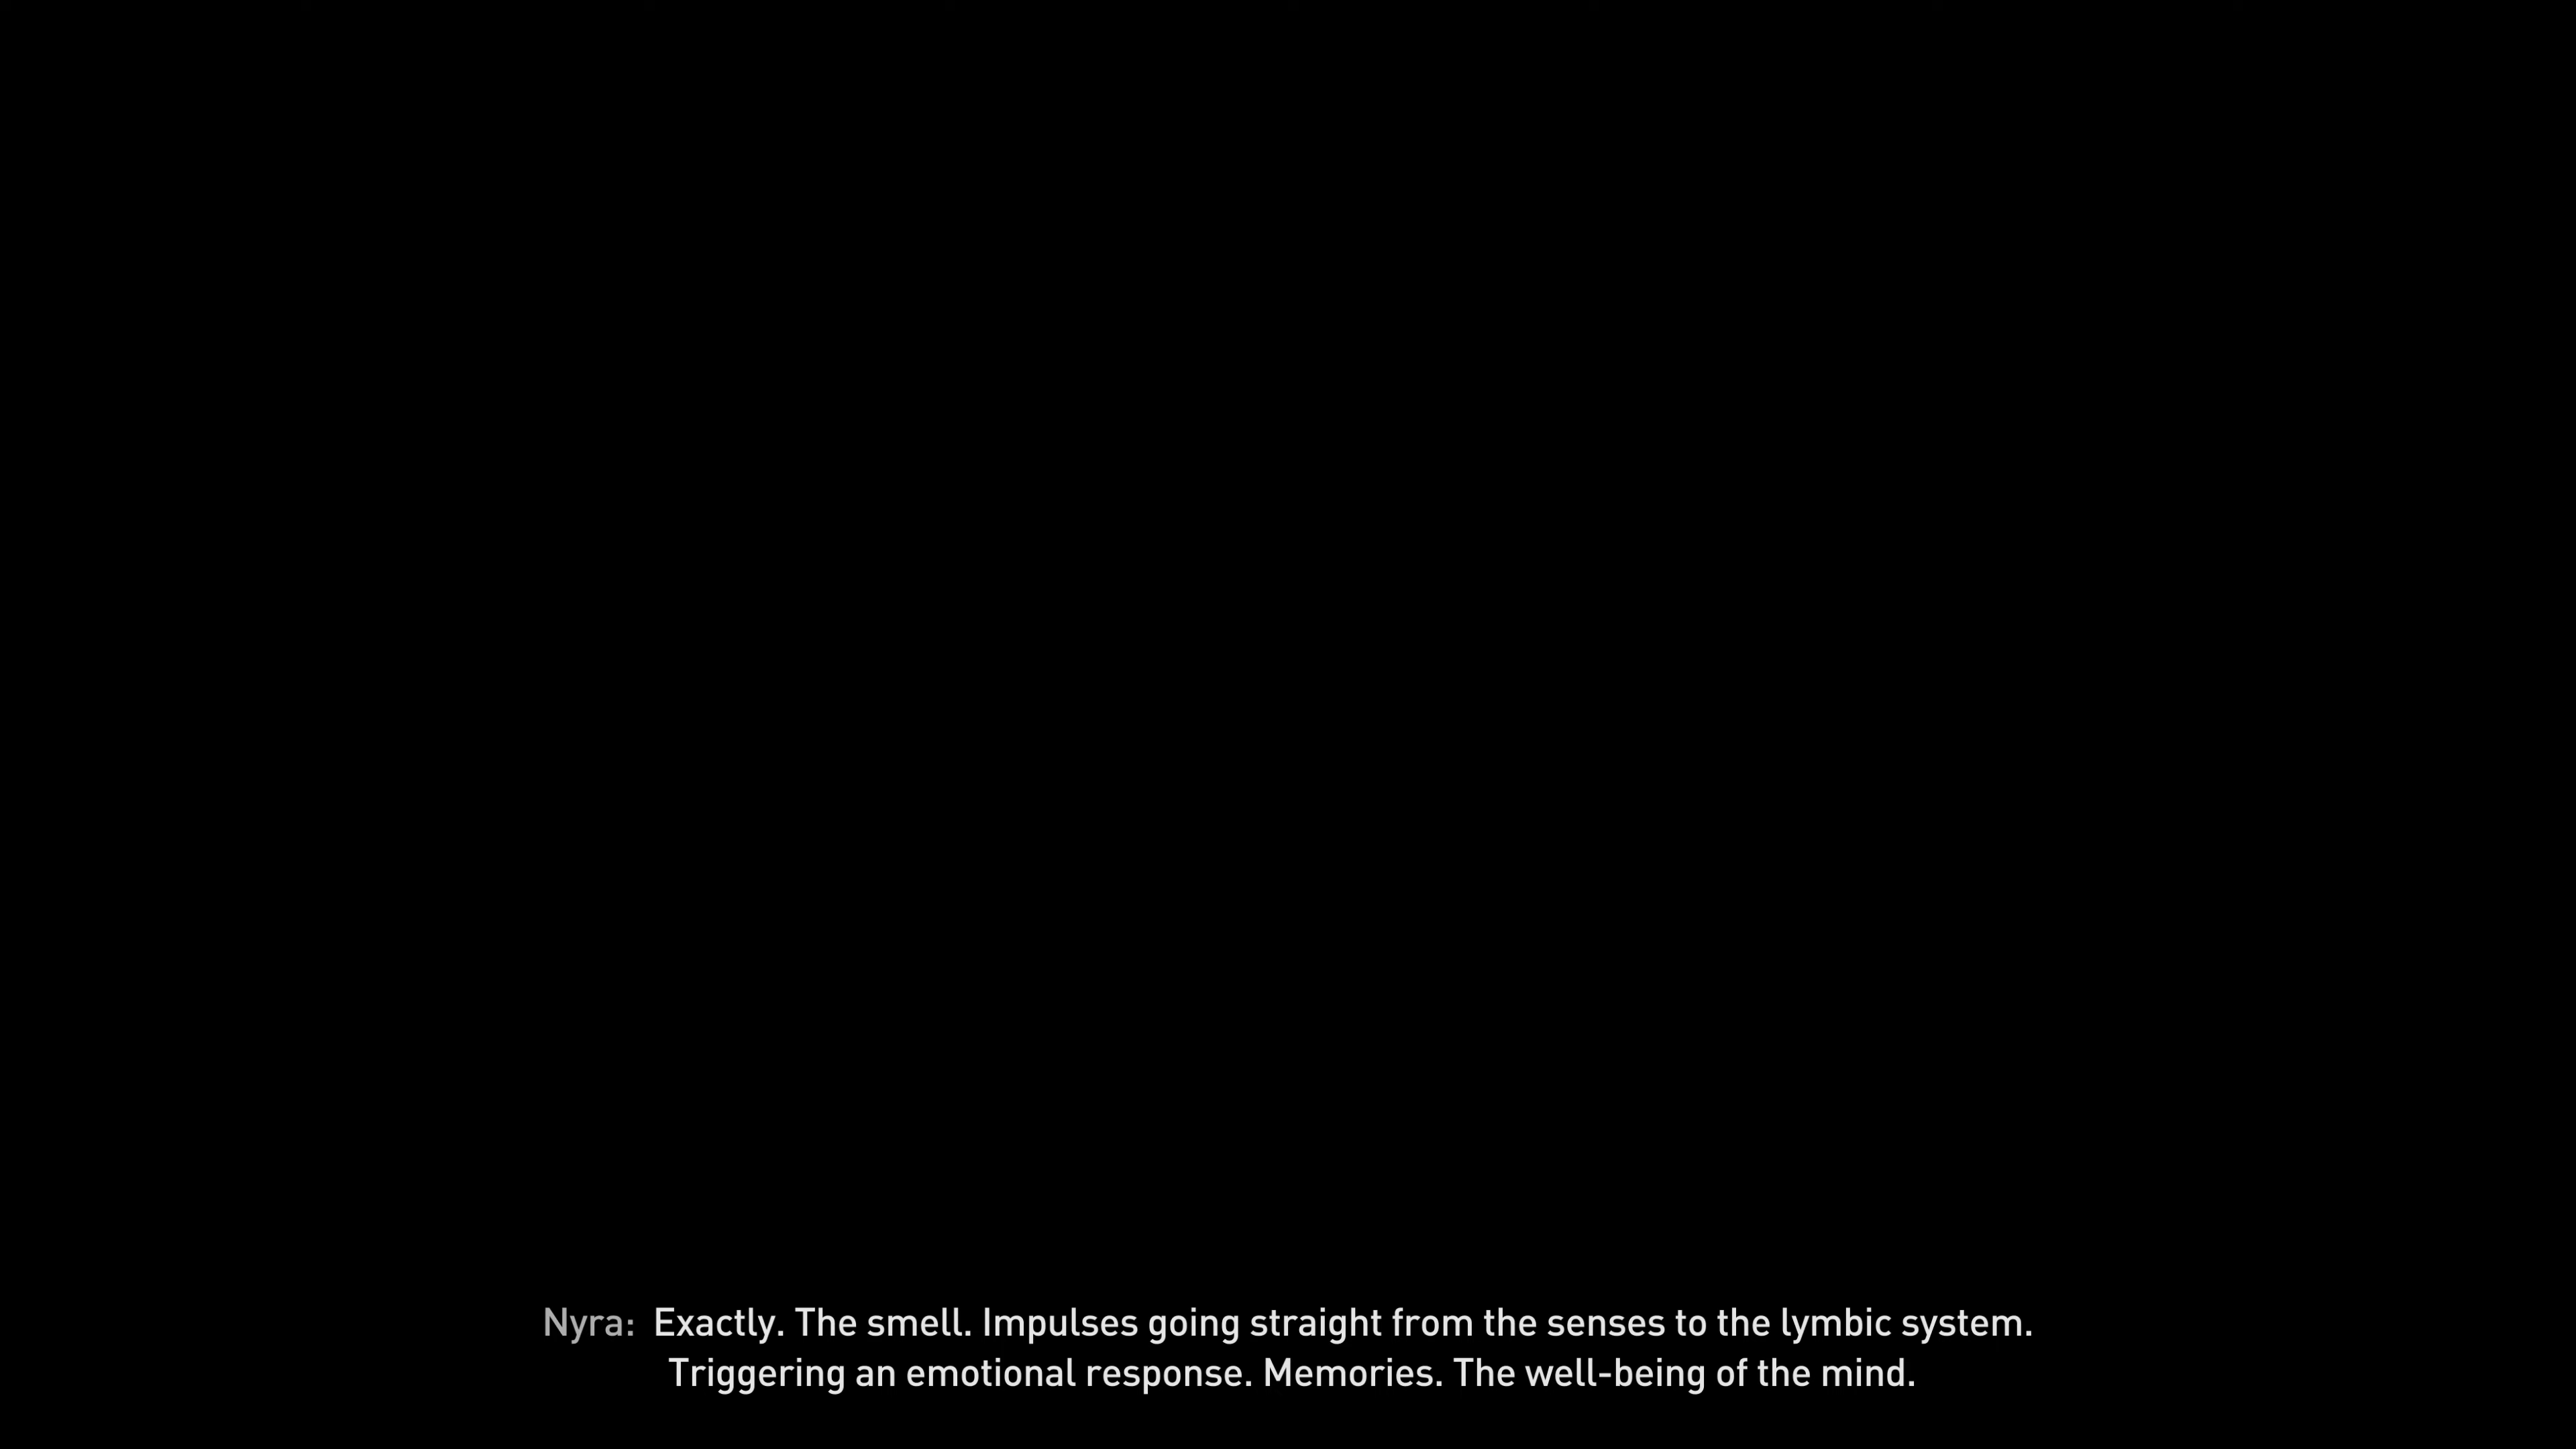 Nyra: Exactly. The smell. Impulses going straight from the senses to the lymbic system.
Triggering an emotional response. Memories. The well-being of the mind.